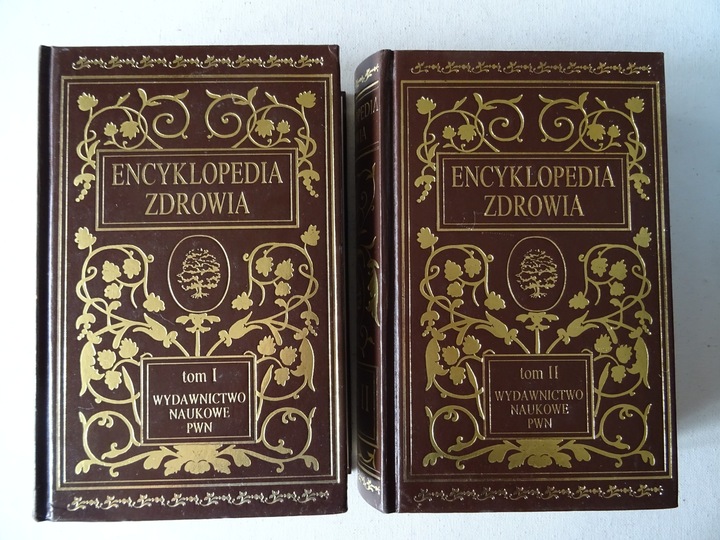 ENCYKLOPEDIA
ZDROWIA
tom I
WYDAWNICTWO
NAUKOWE
PWN
ENCYKLOPEDIA
ZDROWIA
tom II
WYDAWNICTWO
NAUKOWE
PWN